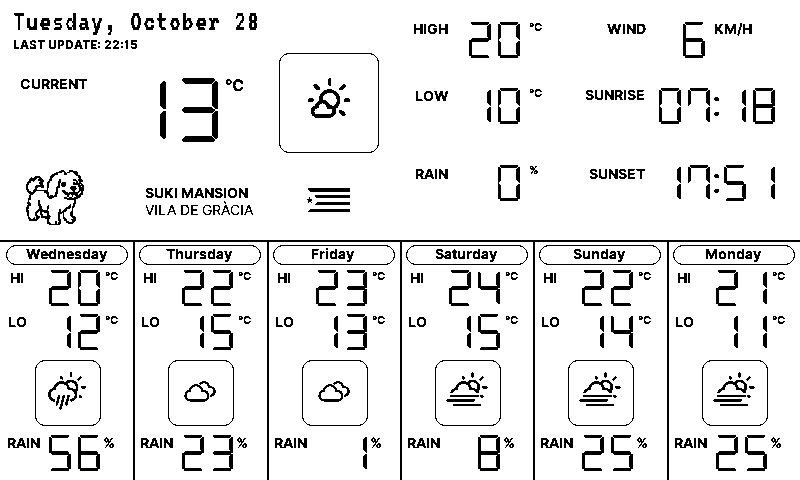 Tuesday, October 28
LAST UPDATE: 22:15
CURRENT 13 °C
SUKI MANSION
VILA DE GRÀCIA
HIGH 20 °C
LOW 10 °C
RAIN 0 %
WIND 6 KM/H
SUNRISE 07:18
SUNSET 17:51
Wednesday
HI 20 °C
LO 12 °C
RAIN 56 %
Thursday
HI 22 °C
LO 15 °C
RAIN 23 %
Friday
HI 23 °C
LO 13 °C
RAIN 1 %
Saturday
HI 24 °C
LO 15 °C
RAIN 8 %
Sunday
HI 22 °C
LO 14 °C
RAIN 25 %
Monday
HI 21 °C
LO 11 °C
RAIN 25 %